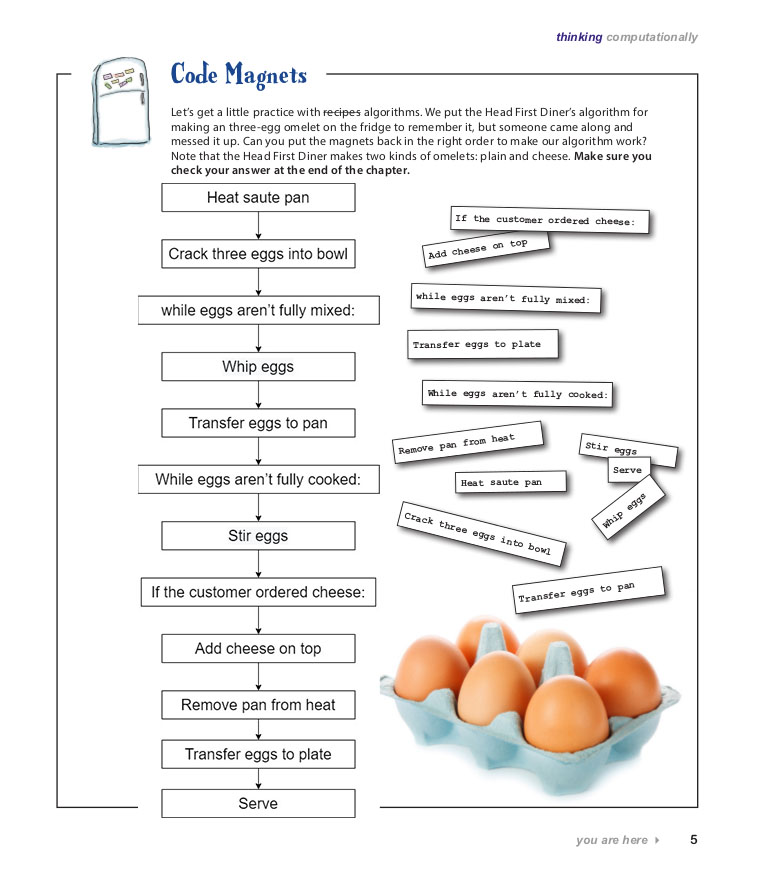 thinking computationally
Code Magnets
Let's get a little practice with recipes algorithms. We put the Head First Diner's algorithm for
making an three-egg omelet on the fridge to remember it, but someone came along and
messed it up. Can you put the magnets back in the right order to make our algorithm work?
Note that the Head First Diner makes two kinds of omelets: plain and cheese. Make sure you
check your answer at the end of the chapter.
Heat saute pan
Crack three eggs into bowl
while eggs aren't fully mixed:
Whip eggs
Transfer eggs to pan
While eggs aren't fully cooked:
Stir eggs
If the customer ordered cheese:
Add cheese on top
Remove pan from heat
Transfer eggs to plate
Serve
If the customer ordered cheese:
Add cheese on top
while eggs aren't fully mixed:
Transfer eggs to plate
While eggs aren't fully cooked:
Remove pan from heat
Stir eggs
Serve
Heat saute pan
Whip eggs
Crack three eggs into bowl
Transfer eggs to pan
you are here
5